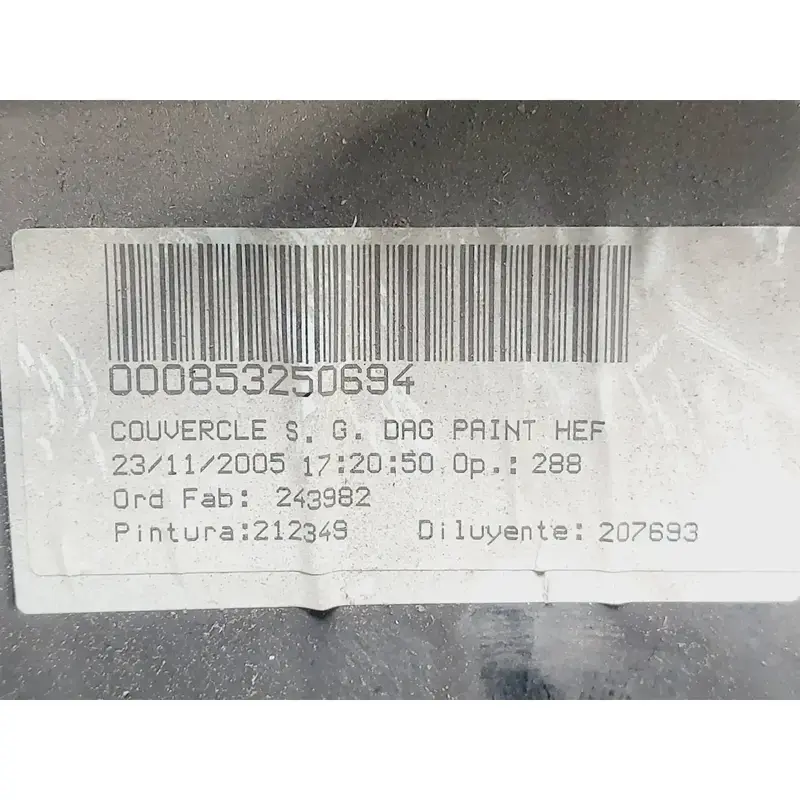 000853250694
COUVERCLE S. G. DAG PAINT HEF
23/11/2005 17:20:50 Op.: 288
Ord Fab: 243982
Pintura:212349 Diluyente: 207693